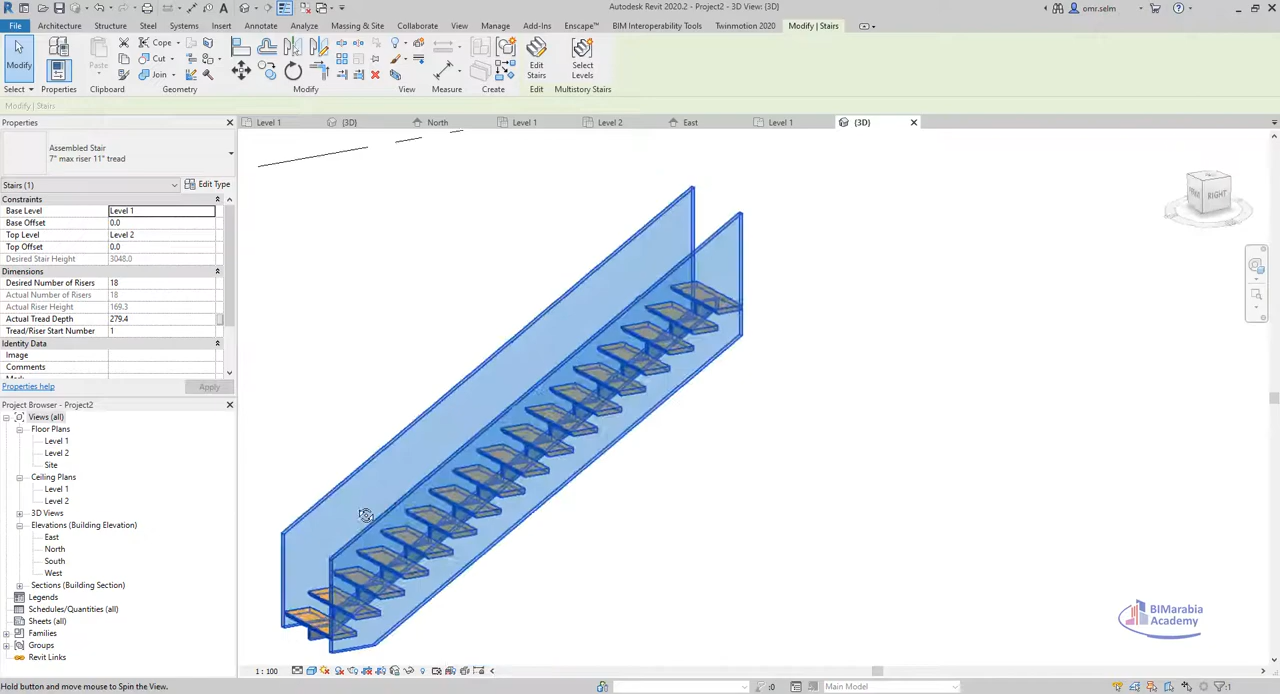 Autodesk Revit 2020.2 - Project2 - 3D View: {3D}
omr.selm
File Architecture Structure Steel Systems Insert Annotate Analyze Massing & Site Collaborate View Manage Add-Ins Enscape™ BIM Interoperability Tools Twinmotion 2020 Modify | Stairs
Modify Properties Paste Cope Cut Join Edit Stairs Select Levels
Select Properties Clipboard Geometry Modify View Measure Create Edit Multistory Stairs
Modify | Stairs
Properties
Level 1 {3D} North Level 1 Level 2 East Level 1 {3D}
Assembled Stair
7" max riser 11" tread
Stairs (1) Edit Type
Constraints
Base Level Level 1
Base Offset 0.0
Top Level Level 2
Top Offset 0.0
Desired Stair Height 3048.0
Dimensions
Desired Number of Risers 18
Actual Number of Risers 18
Actual Riser Height 169.3
Actual Tread Depth 279.4
Tread/Riser Start Number 1
Identity Data
Image
Comments
Properties help Apply
Project Browser - Project2
Views (all)
Floor Plans
Level 1
Level 2
Site
Ceiling Plans
Level 1
Level 2
3D Views
Elevations (Building Elevation)
East
North
South
West
Sections (Building Section)
Legends
Schedules/Quantities (all)
Sheets (all)
Families
Groups
Revit Links
RIGHT
BIMarabia
Academy
1 : 100
Hold button and move mouse to Spin the View.
:0 Main Model :1